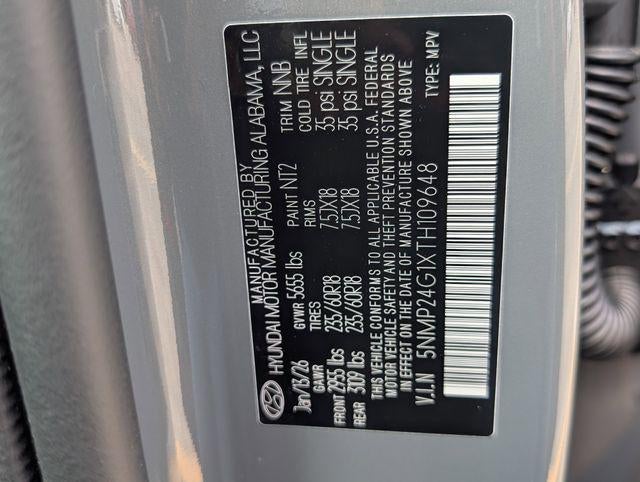 MANUFACTURED BY
HYUNDAI MOTOR MANUFACTURING ALABAMA, LLC
Jan/13/26 PAINT NT2 TRIM NNB
GVWR 5655 lbs
GAWR TIRES RIMS COLD TIRE INFL
FRONT 2955 lbs 235/60R18 7.5JX18 35 psi SINGLE
REAR 3109 lbs 235/60R18 7.5JX18 35 psi SINGLE
THIS VEHICLE CONFORMS TO ALL APPLICABLE U.S.A. FEDERAL
MOTOR VEHICLE SAFETY AND THEFT PREVENTION STANDARDS
IN EFFECT ON THE DATE OF MANUFACTURE SHOWN ABOVE
V.I.N 5NMP24G1XTH109648 TYPE: MPV